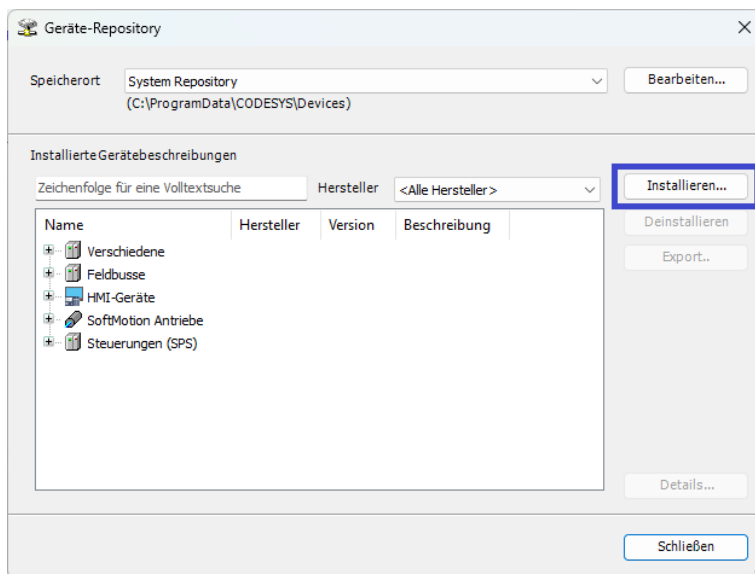 Geräte-Repository
Speicherort System Repository Bearbeiten...
(C:\ProgramData\CODESYS\Devices)
Installierte Gerätebeschreibungen
Zeichenfolge für eine Volltextsuche Hersteller <Alle Hersteller> Installieren...
Name Hersteller Version Beschreibung Deinstallieren
Verschiedene Export..
Feldbusse
HMI-Geräte
SoftMotion Antriebe
Steuerungen (SPS)
Details...
Schließen